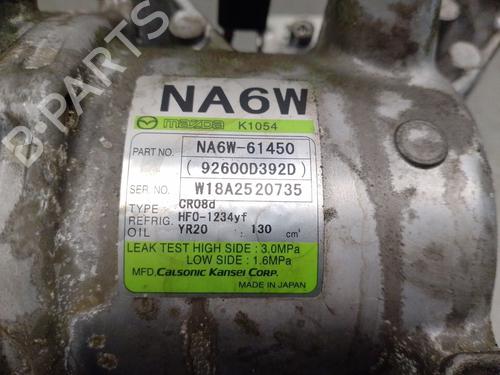 B-PARTS
NA6W
mazda K1054
PART NO. NA6W-61450
( 92600D392D )
SER NO. W18A2520735
TYPE : CR08d
REFRIG. : HFO-1234yf
OIL : YR20 : 130 cm³
LEAK TEST HIGH SIDE : 3.0MPa
LOW SIDE : 1.6MPa
MFD. CALSONIC KANSEI CORP.
MADE IN JAPAN